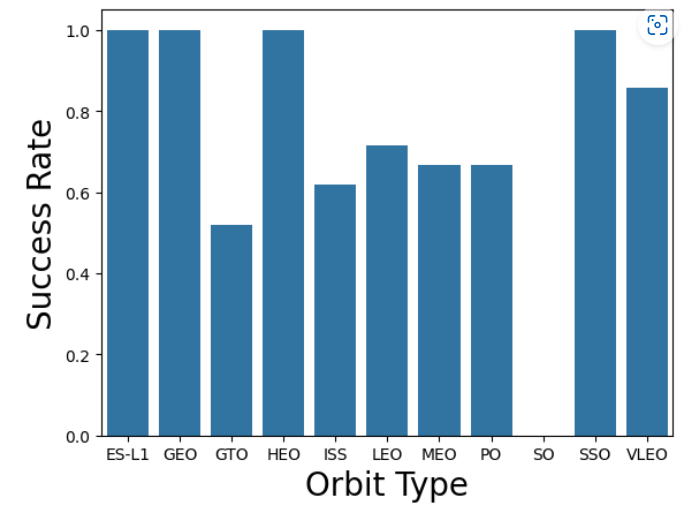 Success Rate
1.0
0.8
0.6
0.4
0.2
0.0
ES-L1 GEO GTO HEO ISS LEO MEO PO SO SSO VLEO
Orbit Type